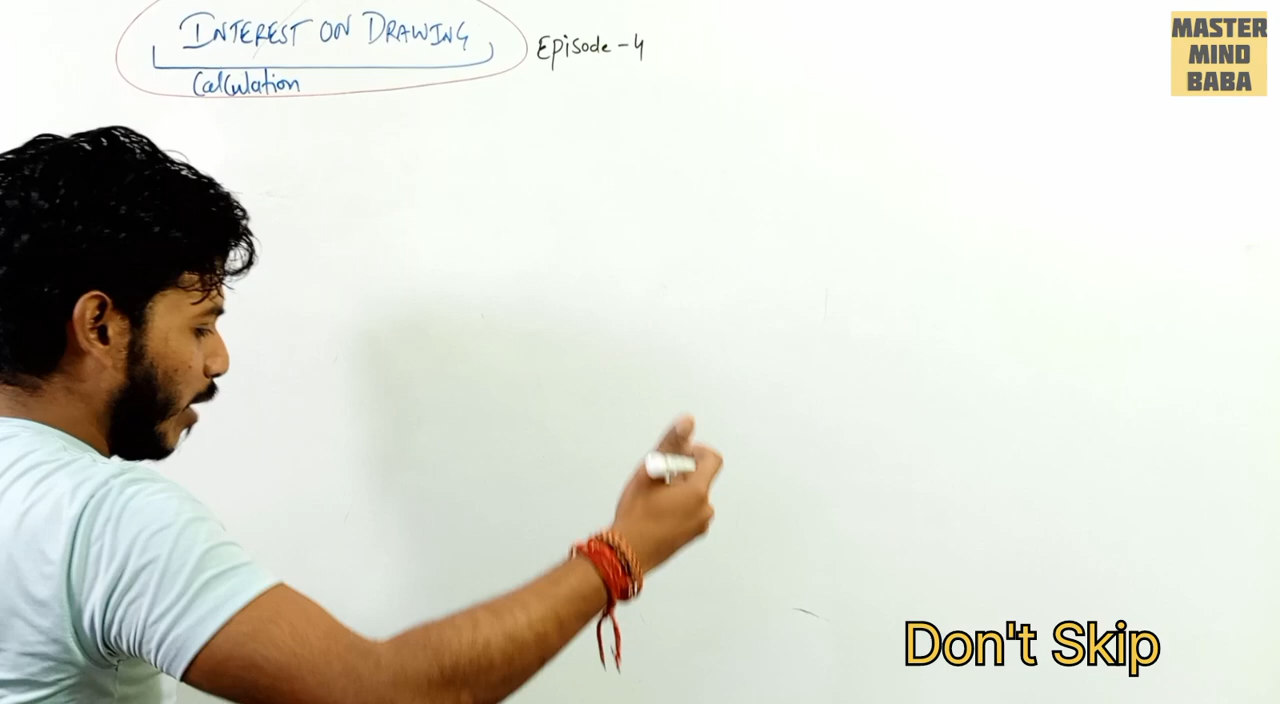 INTEREST ON DRAWING
Calculation
Episode - 4
MASTER
MIND
BABA
Don't Skip